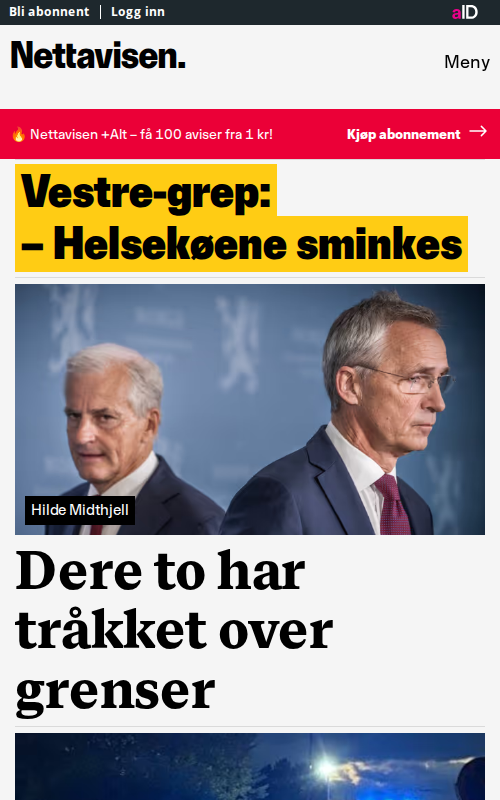 Bli abonnent | Logg inn
aID
Nettavisen.
Meny
🔥 Nettavisen +Alt – få 100 aviser fra 1 kr!
Kjøp abonnement →
Vestre-grep:
– Helsekøene sminkes
Hilde Midthjell
Dere to har
tråkket over
grenser